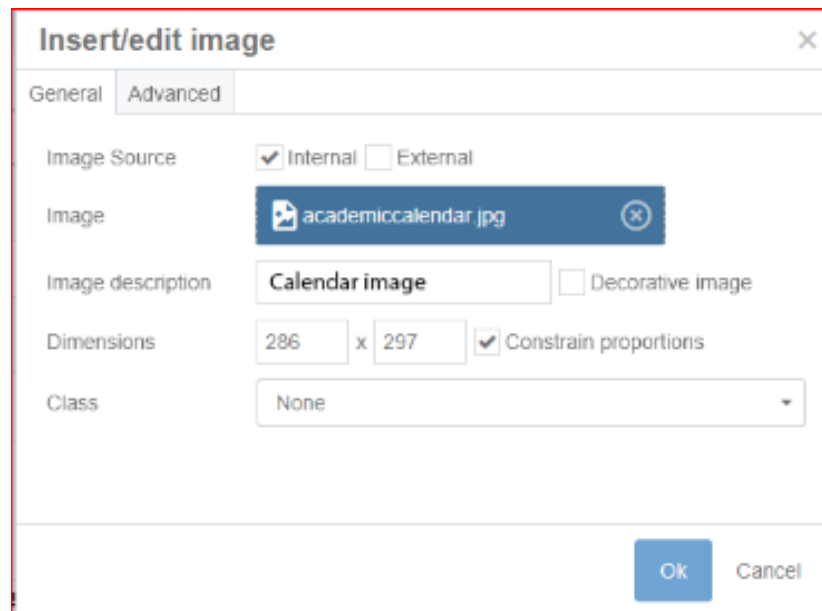 Insert/edit image
General Advanced
Image Source Internal External
Image academiccalendar.jpg
Image description Calendar image Decorative image
Dimensions 286 x 297 Constrain proportions
Class None
Ok Cancel